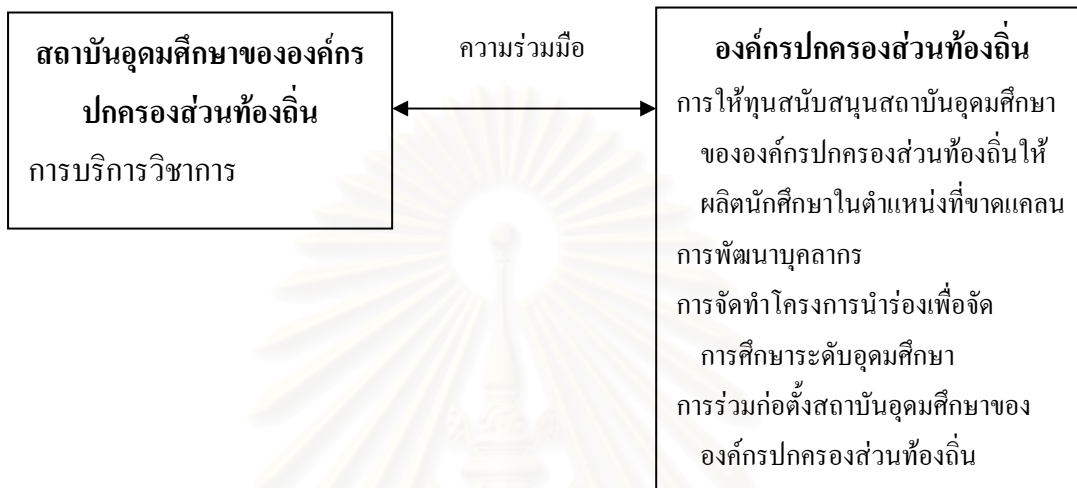 สถาบันอุดมศึกษาขององค์กร
ปกครองส่วนท้องถิ่น
การบริการวิชาการ
ความร่วมมือ
องค์กรปกครองส่วนท้องถิ่น
การให้ทุนสนับสนุนสถาบันอุดมศึกษา
ขององค์กรปกครองส่วนท้องถิ่นให้
ผลิตนักศึกษาในตำแหน่งที่ขาดแคลน
การพัฒนาบุคลากร
การจัดทำโครงการนำร่องเพื่อจัด
การศึกษาระดับอุดมศึกษา
การร่วมก่อตั้งสถาบันอุดมศึกษาของ
องค์กรปกครองส่วนท้องถิ่น